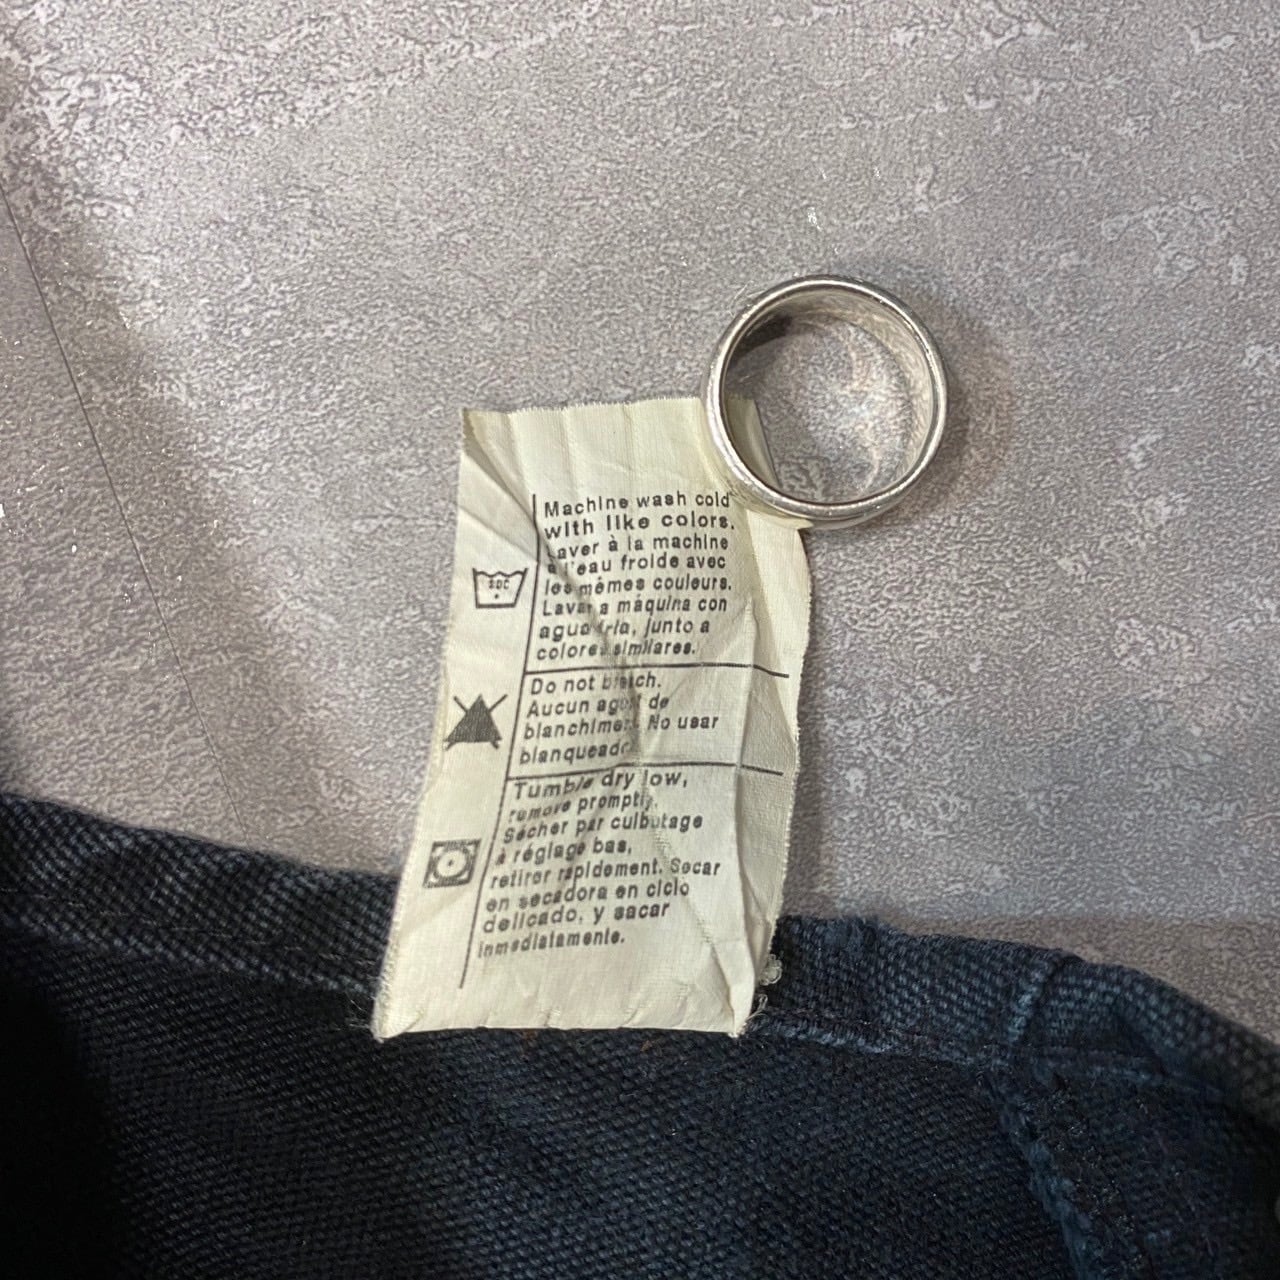 Machine wash cold
with like colors.
Laver à la machine
à l'eau froide avec
les mêmes couleurs.
Lavar a máquina con
agua fría, junto a
colores similares.
Do not bleach.
Aucun agent de
blanchiment. No usar
blanqueador
Tumble dry low,
remove promptly.
Sécher par culbutage
à réglage bas,
retirer rapidement. Secar
en secadora en ciclo
delicado, y sacar
inmediatamente.